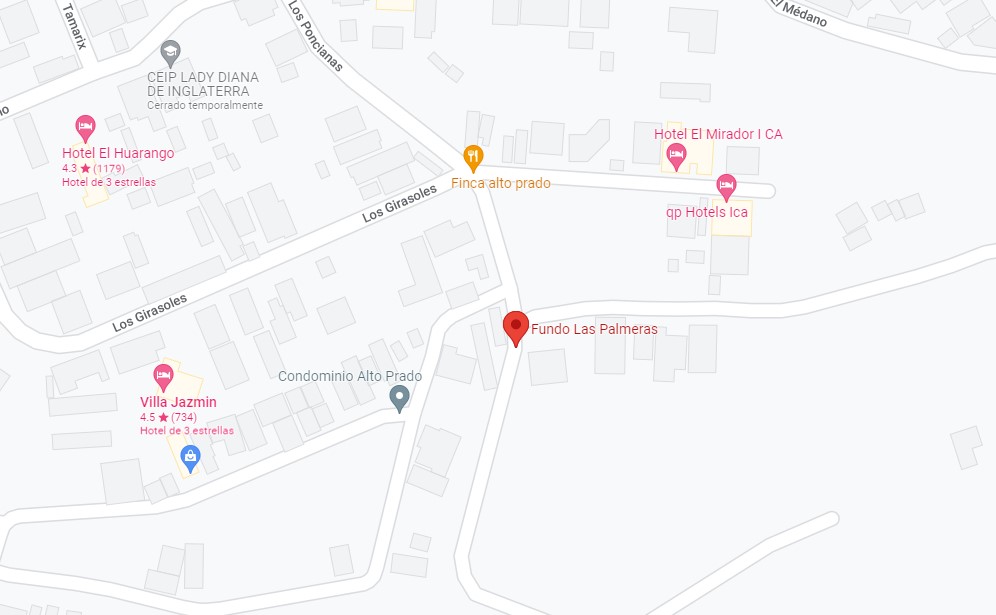 Tamarix
Los Poncianas
Médano
CEIP LADY DIANA
DE INGLATERRA
Cerrado temporalmente
Hotel El Huarango
4.3 ★ (1179)
Hotel de 3 estrellas
Hotel El Mirador I CA
Finca alto prado
Los Girasoles
qp Hotels Ica
Los Girasoles
Fundo Las Palmeras
Condominio Alto Prado
Villa Jazmin
4.5 ★ (734)
Hotel de 3 estrellas